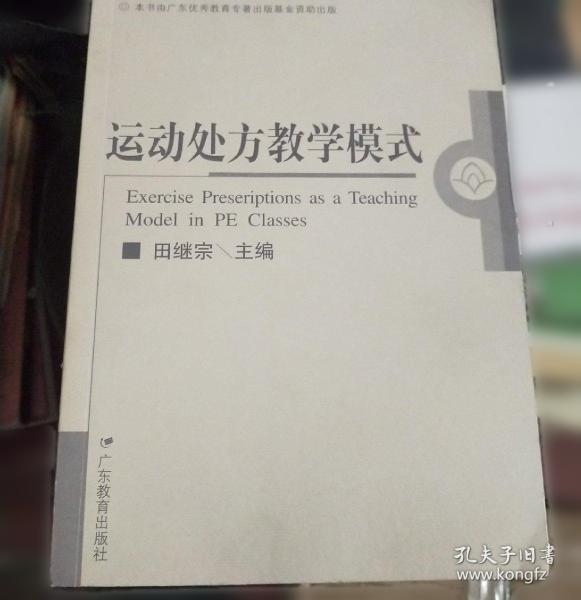 本书由广东优秀教育专著出版基金资助出版
运动处方教学模式
Exercise Preseriptions as a Teaching
Model in PE Classes
田继宗＼主编
广东教育出版社
孔夫子旧书
www.kongfz.com